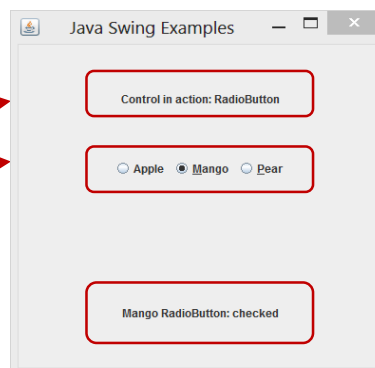 Java Swing Examples
Control in action: RadioButton
Apple Mango Pear
Mango RadioButton: checked